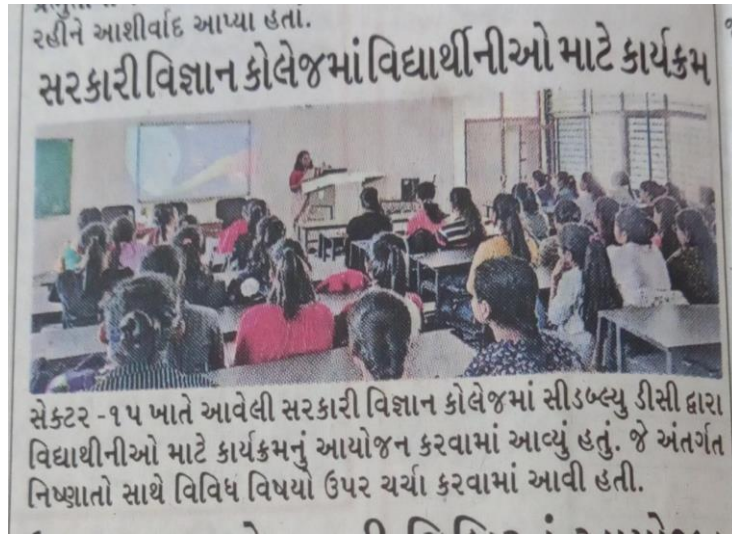 રહીને આશીર્વાદ આપ્યા હતા.
સરકારી વિજ્ઞાન કોલેજમાં વિદ્યાર્થીનીઓ માટે કાર્યક્રમ
સેક્ટર -૧૫ ખાતે આવેલી સરકારી વિજ્ઞાન કોલેજમાં સીડબ્લ્યુ ડીસી દ્વારા
વિદ્યાથીનીઓ માટે કાર્યક્રમનું આયોજન કરવામાં આવ્યું હતું. જે અંતર્ગત
નિષ્ણાતો સાથે વિવિધ વિષયો ઉપર ચર્ચા કરવામાં આવી હતી.